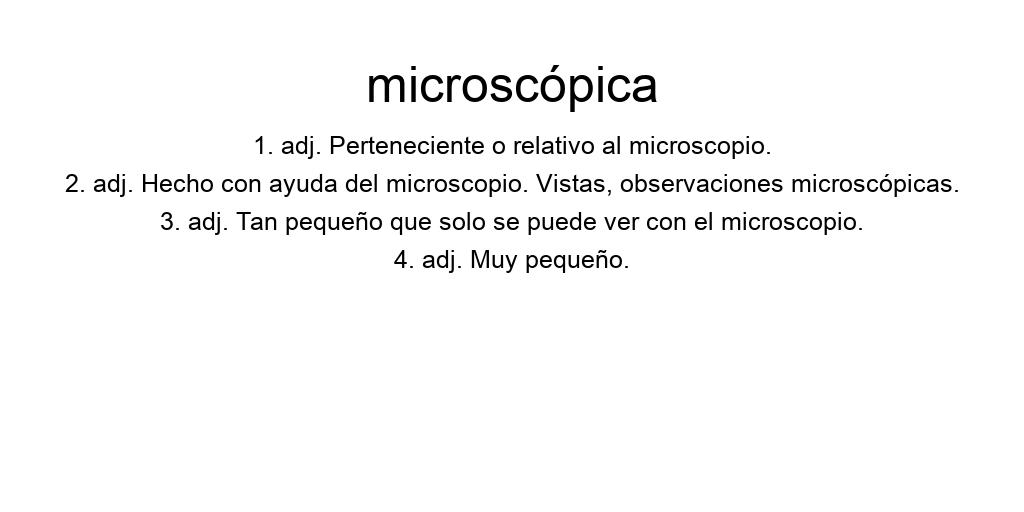 microscópica
1. adj. Perteneciente o relativo al microscopio.
2. adj. Hecho con ayuda del microscopio. Vistas, observaciones microscópicas.
3. adj. Tan pequeño que solo se puede ver con el microscopio.
4. adj. Muy pequeño.